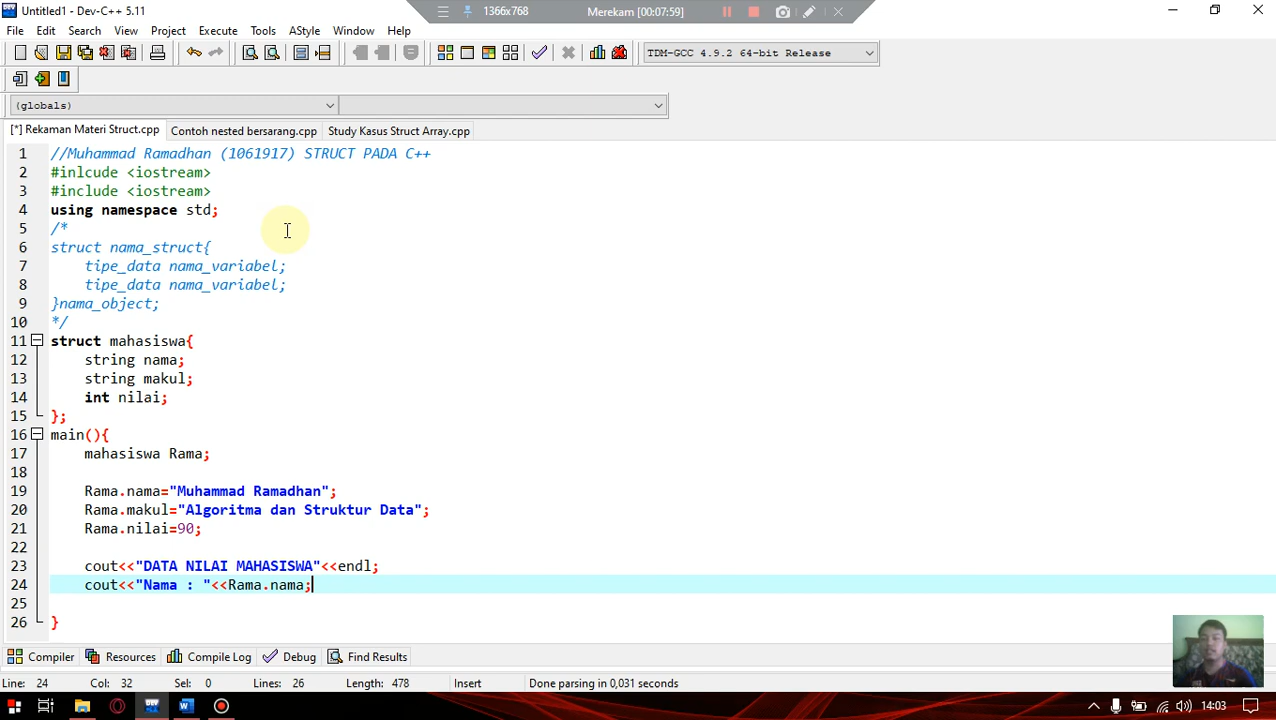 Untitled1 - Dev-C++ 5.11
1366x768
Merekam [00:07:59]
File Edit Search View Project Execute Tools AStyle Window Help
TDM-GCC 4.9.2 64-bit Release
(globals)
[*] Rekaman Materi Struct.cpp Contoh nested bersarang.cpp Study Kasus Struct Array.cpp
1 //Muhammad Ramadhan (1061917) STRUCT PADA C++
2 #inlcude <iostream>
3 #include <iostream>
4 using namespace std;
5 /*
6 struct nama_struct{
7 tipe_data nama_variabel;
8 tipe_data nama_variabel;
9 }nama_object;
10 */
11 struct mahasiswa{
12 string nama;
13 string makul;
14 int nilai;
15 };
16 main(){
17 mahasiswa Rama;
18
19 Rama.nama="Muhammad Ramadhan";
20 Rama.makul="Algoritma dan Struktur Data";
21 Rama.nilai=90;
22
23 cout<<"DATA NILAI MAHASISWA"<<endl;
24 cout<<"Nama : "<<Rama.nama;
25
26 }
Compiler Resources Compile Log Debug Find Results
Line: 24 Col: 32 Sel: 0 Lines: 26 Length: 478 Insert Done parsing in 0,031 seconds
14:03